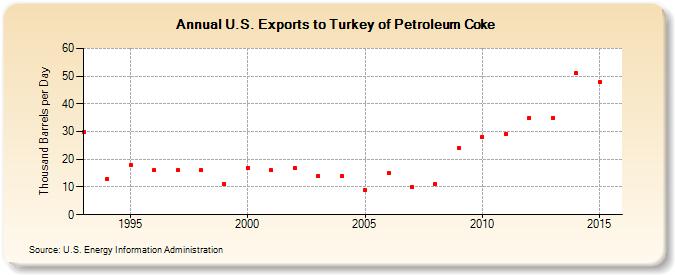 Annual U.S. Exports to Turkey of Petroleum Coke
Thousand Barrels per Day
60
50
40
30
20
10
0
1995 2000 2005 2010 2015
Source: U.S. Energy Information Administration